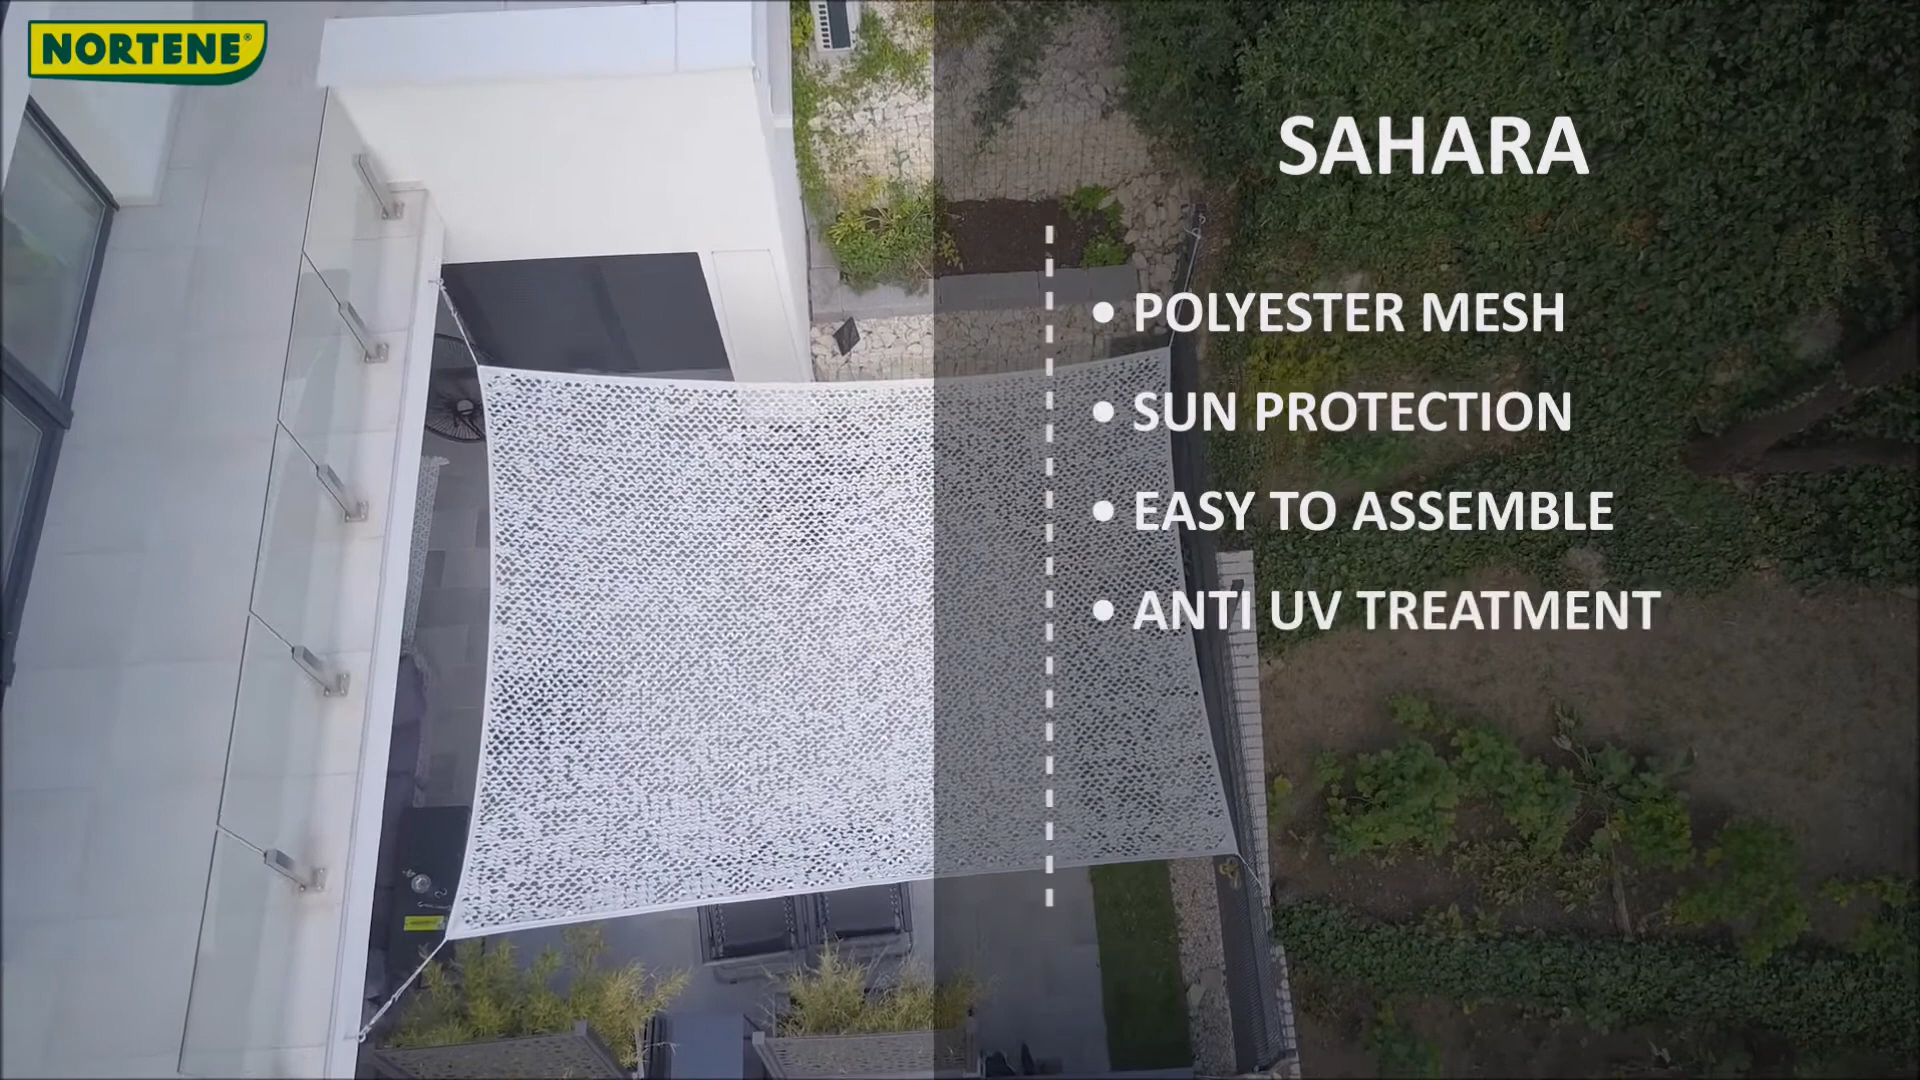 NORTENE®
SAHARA
• POLYESTER MESH
• SUN PROTECTION
• EASY TO ASSEMBLE
• ANTI UV TREATMENT